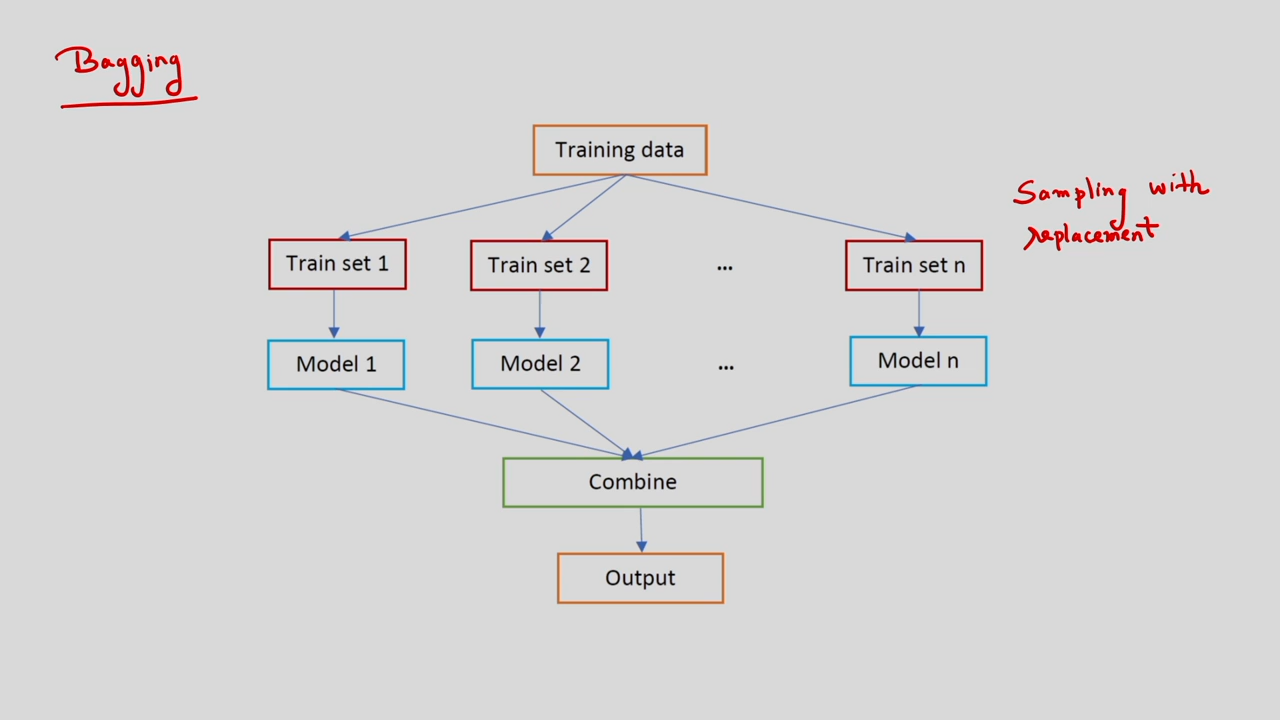 Bagging
Training data
Sampling with
replacement
Train set 1
Train set 2
...
Train set n
Model 1
Model 2
...
Model n
Combine
Output